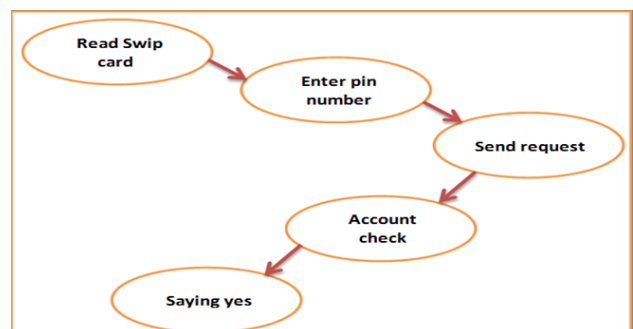 Read Swip
card
Enter pin
number
Send request
Account
check
Saying yes